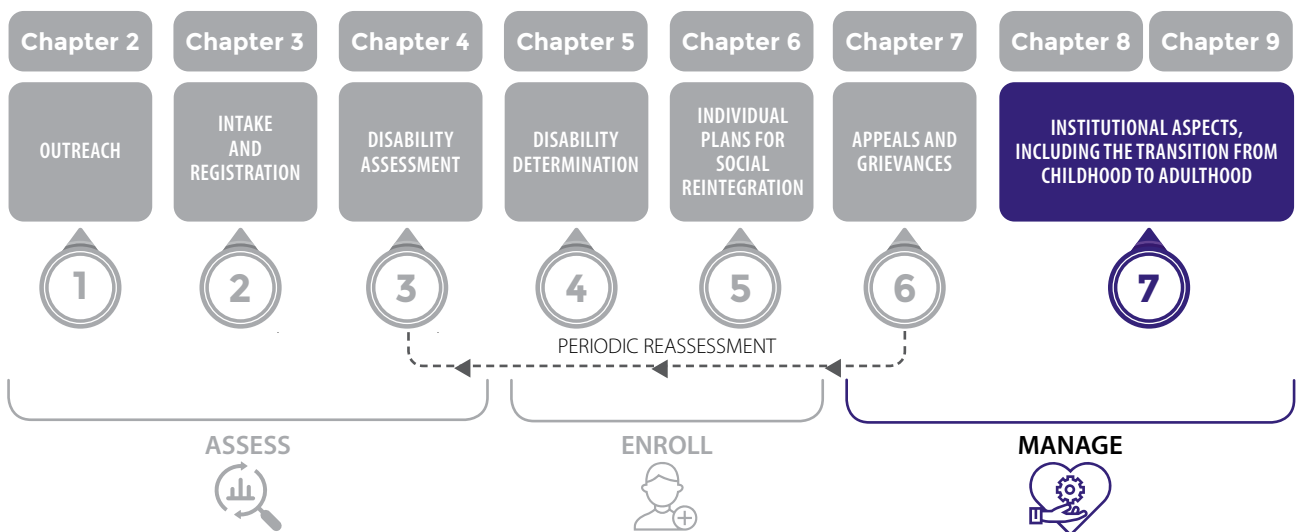 Chapter 2
Chapter 3
Chapter 4
Chapter 5
Chapter 6
Chapter 7
Chapter 8
Chapter 9
OUTREACH
INTAKE
AND
REGISTRATION
DISABILITY
ASSESSMENT
DISABILITY
DETERMINATION
INDIVIDUAL
PLANS FOR
SOCIAL
REINTEGRATION
APPEALS AND
GRIEVANCES
INSTITUTIONAL ASPECTS,
INCLUDING THE TRANSITION FROM
CHILDHOOD TO ADULTHOOD
1
2
3
4
5
6
7
PERIODIC REASSESSMENT
ASSESS
ENROLL
MANAGE